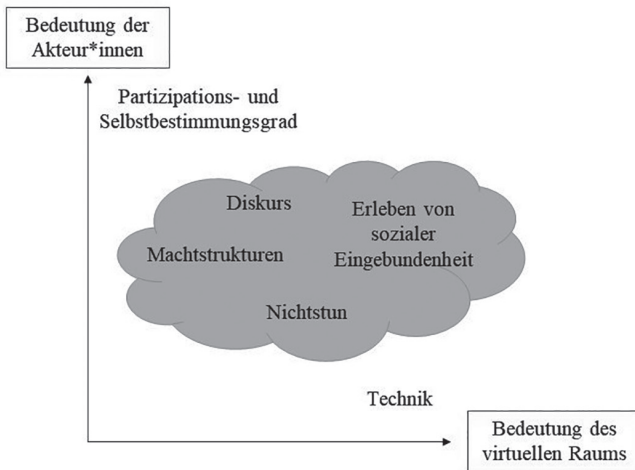 Bedeutung der
Akteur*innen
Partizipations- und
Selbstbestimmungsgrad
Diskurs
Erleben von
sozialer
Eingebundenheit
Machtstrukturen
Nichtstun
Technik
Bedeutung des
virtuellen Raums